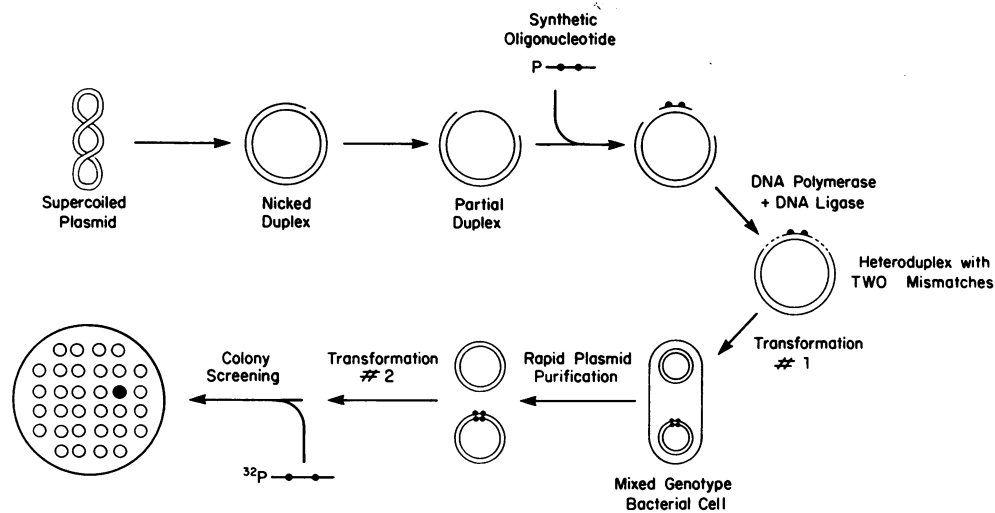 Synthetic
Oligonucleotide
P
Supercoiled
Plasmid
Nicked
Duplex
Partial
Duplex
DNA Polymerase
+ DNA Ligase
Heteroduplex with
TWO Mismatches
Transformation
# 1
Mixed Genotype
Bacterial Cell
Rapid Plasmid
Purification
Transformation
# 2
Colony
Screening
³²P